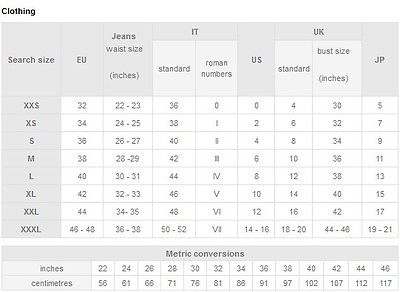 Clothing
Search size EU Jeans waist size (inches) IT standard roman numbers US UK standard bust size (inches) JP
XXS 32 22 - 23 36 0 0 4 30 5
XS 34 24 - 25 38 I 2 6 32 7
S 36 26 - 27 40 II 4 8 34 9
M 38 28 -29 42 III 6 10 36 11
L 40 30 - 31 44 IV 8 12 38 13
XL 42 32 - 33 46 V 10 14 40 15
XXL 44 34- 35 48 VI 12 16 42 17
XXXL 46 - 48 36 - 38 50 - 52 VII 14 - 16 18 - 20 44 - 46 19 - 21
Metric conversions
inches 22 24 26 28 30 32 34 36 38 40 42 44 46
centimetres 56 61 66 71 76 81 86 91 97 102 107 112 117